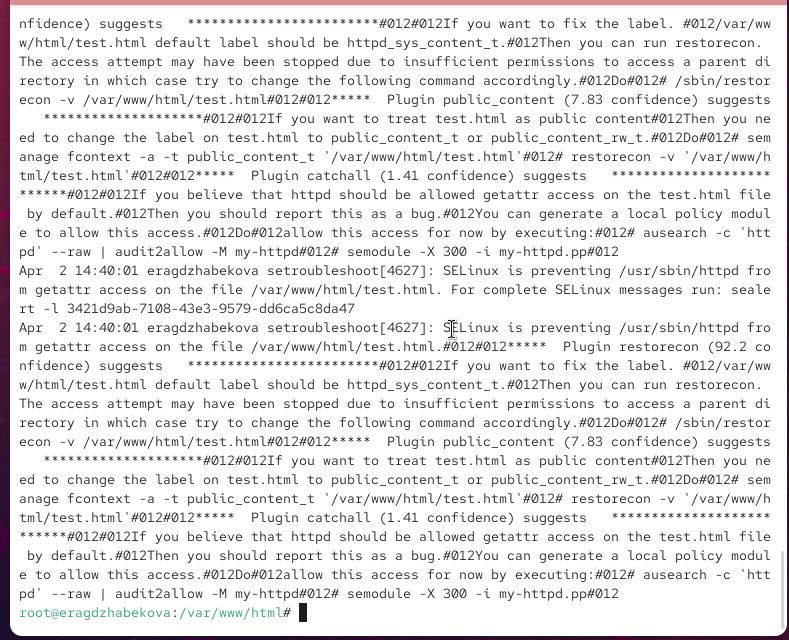 nfidence) suggests   ************************#012#012If you want to fix the label. #012/var/ww
w/html/test.html default label should be httpd_sys_content_t.#012Then you can run restorecon.
The access attempt may have been stopped due to insufficient permissions to access a parent di
rectory in which case try to change the following command accordingly.#012Do#012# /sbin/restor
econ -v /var/www/html/test.html#012#012*****  Plugin public_content (7.83 confidence) suggests
   ********************#012#012If you want to treat test.html as public content#012Then you ne
ed to change the label on test.html to public_content_t or public_content_rw_t.#012Do#012# sem
anage fcontext -a -t public_content_t '/var/www/html/test.html'#012# restorecon -v '/var/www/h
tml/test.html'#012#012*****  Plugin catchall (1.41 confidence) suggests   ********************
******#012#012If you believe that httpd should be allowed getattr access on the test.html file
 by default.#012Then you should report this as a bug.#012You can generate a local policy modul
e to allow this access.#012Do#012allow this access for now by executing:#012# ausearch -c 'htt
pd' --raw | audit2allow -M my-httpd#012# semodule -X 300 -i my-httpd.pp#012
Apr  2 14:40:01 eragdzhabekova setroubleshoot[4627]: SELinux is preventing /usr/sbin/httpd fro
m getattr access on the file /var/www/html/test.html. For complete SELinux messages run: seale
rt -l 3421d9ab-7108-43e3-9579-dd6ca5c8da47
Apr  2 14:40:01 eragdzhabekova setroubleshoot[4627]: SELinux is preventing /usr/sbin/httpd fro
m getattr access on the file /var/www/html/test.html.#012#012*****  Plugin restorecon (92.2 co
nfidence) suggests   ************************#012#012If you want to fix the label. #012/var/ww
w/html/test.html default label should be httpd_sys_content_t.#012Then you can run restorecon.
The access attempt may have been stopped due to insufficient permissions to access a parent di
rectory in which case try to change the following command accordingly.#012Do#012# /sbin/restor
econ -v /var/www/html/test.html#012#012*****  Plugin public_content (7.83 confidence) suggests
   ********************#012#012If you want to treat test.html as public content#012Then you ne
ed to change the label on test.html to public_content_t or public_content_rw_t.#012Do#012# sem
anage fcontext -a -t public_content_t '/var/www/html/test.html'#012# restorecon -v '/var/www/h
tml/test.html'#012#012*****  Plugin catchall (1.41 confidence) suggests   ********************
******#012#012If you believe that httpd should be allowed getattr access on the test.html file
 by default.#012Then you should report this as a bug.#012You can generate a local policy modul
e to allow this access.#012Do#012allow this access for now by executing:#012# ausearch -c 'htt
pd' --raw | audit2allow -M my-httpd#012# semodule -X 300 -i my-httpd.pp#012
root@eragdzhabekova:/var/www/html#